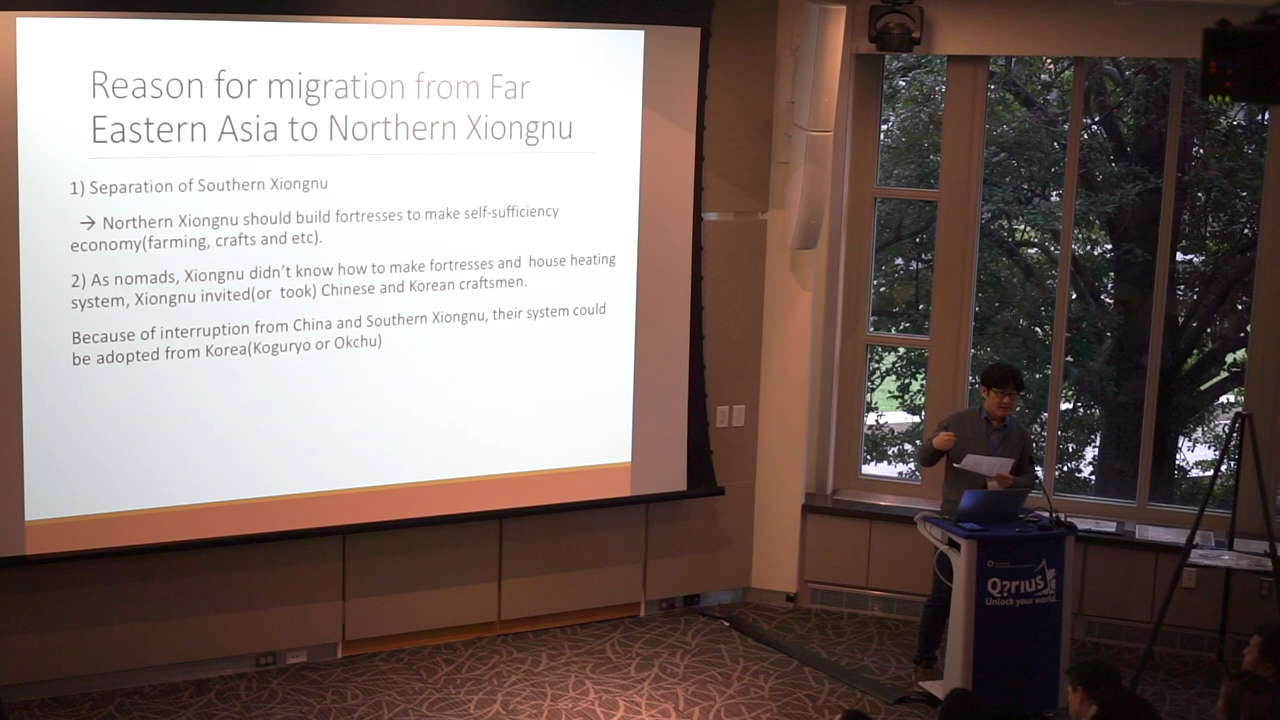 Reason for migration from Far
Eastern Asia to Northern Xiongnu
1) Separation of Southern Xiongnu
→ Northern Xiongnu should build fortresses to make self-sufficiency
economy(farming, crafts and etc).
2) As nomads, Xiongnu didn't know how to make fortresses and house heating
system, Xiongnu invited(or took) Chinese and Korean craftsmen.
Because of interruption from China and Southern Xiongnu, their system could
be adopted from Korea(Koguryo or Okchu)
Q?rius
Unlock your world.